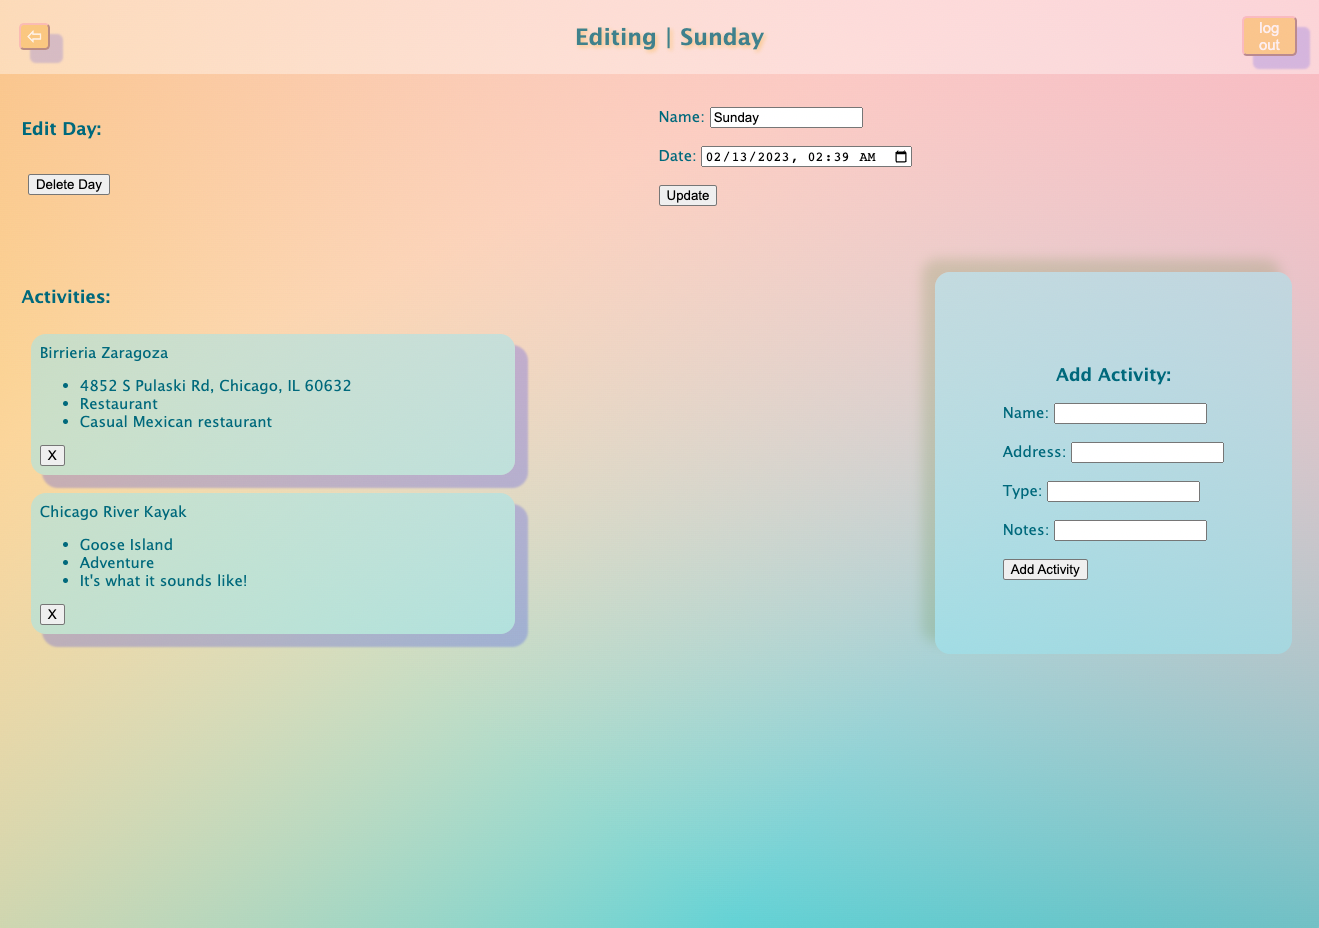 ⇦
Editing | Sunday
log
out
Edit Day:
Delete Day
Name: Sunday
Date: 02/13/2023, 02:39 AM
Update
Activities:
Birrieria Zaragoza
• 4852 S Pulaski Rd, Chicago, IL 60632
• Restaurant
• Casual Mexican restaurant
X
Chicago River Kayak
• Goose Island
• Adventure
• It's what it sounds like!
X
Add Activity:
Name:
Address:
Type:
Notes:
Add Activity